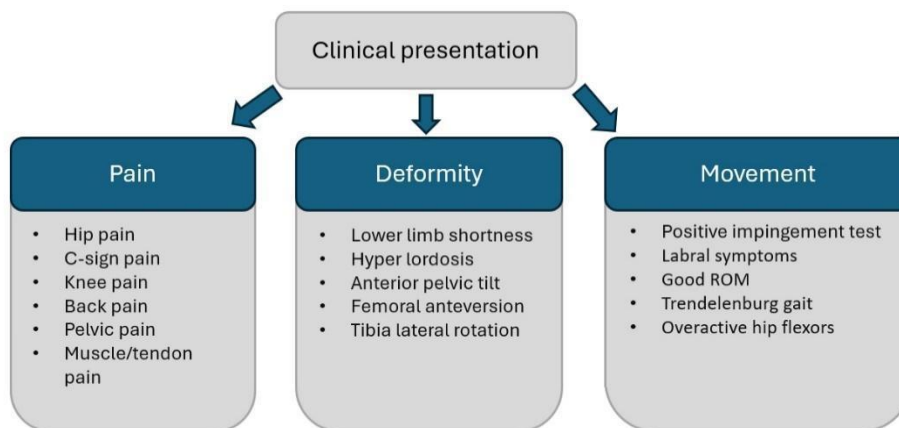 Clinical presentation
Pain
• Hip pain
• C-sign pain
• Knee pain
• Back pain
• Pelvic pain
• Muscle/tendon
pain
Deformity
• Lower limb shortness
• Hyper lordosis
• Anterior pelvic tilt
• Femoral anteversion
• Tibia lateral rotation
Movement
• Positive impingement test
• Labral symptoms
• Good ROM
• Trendelenburg gait
• Overactive hip flexors